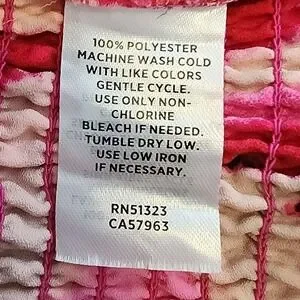 100% POLYESTER
MACHINE WASH COLD
WITH LIKE COLORS
GENTLE CYCLE.
USE ONLY NON-
CHLORINE
BLEACH IF NEEDED.
TUMBLE DRY LOW.
USE LOW IRON
IF NECESSARY.
RN51323
CA57963